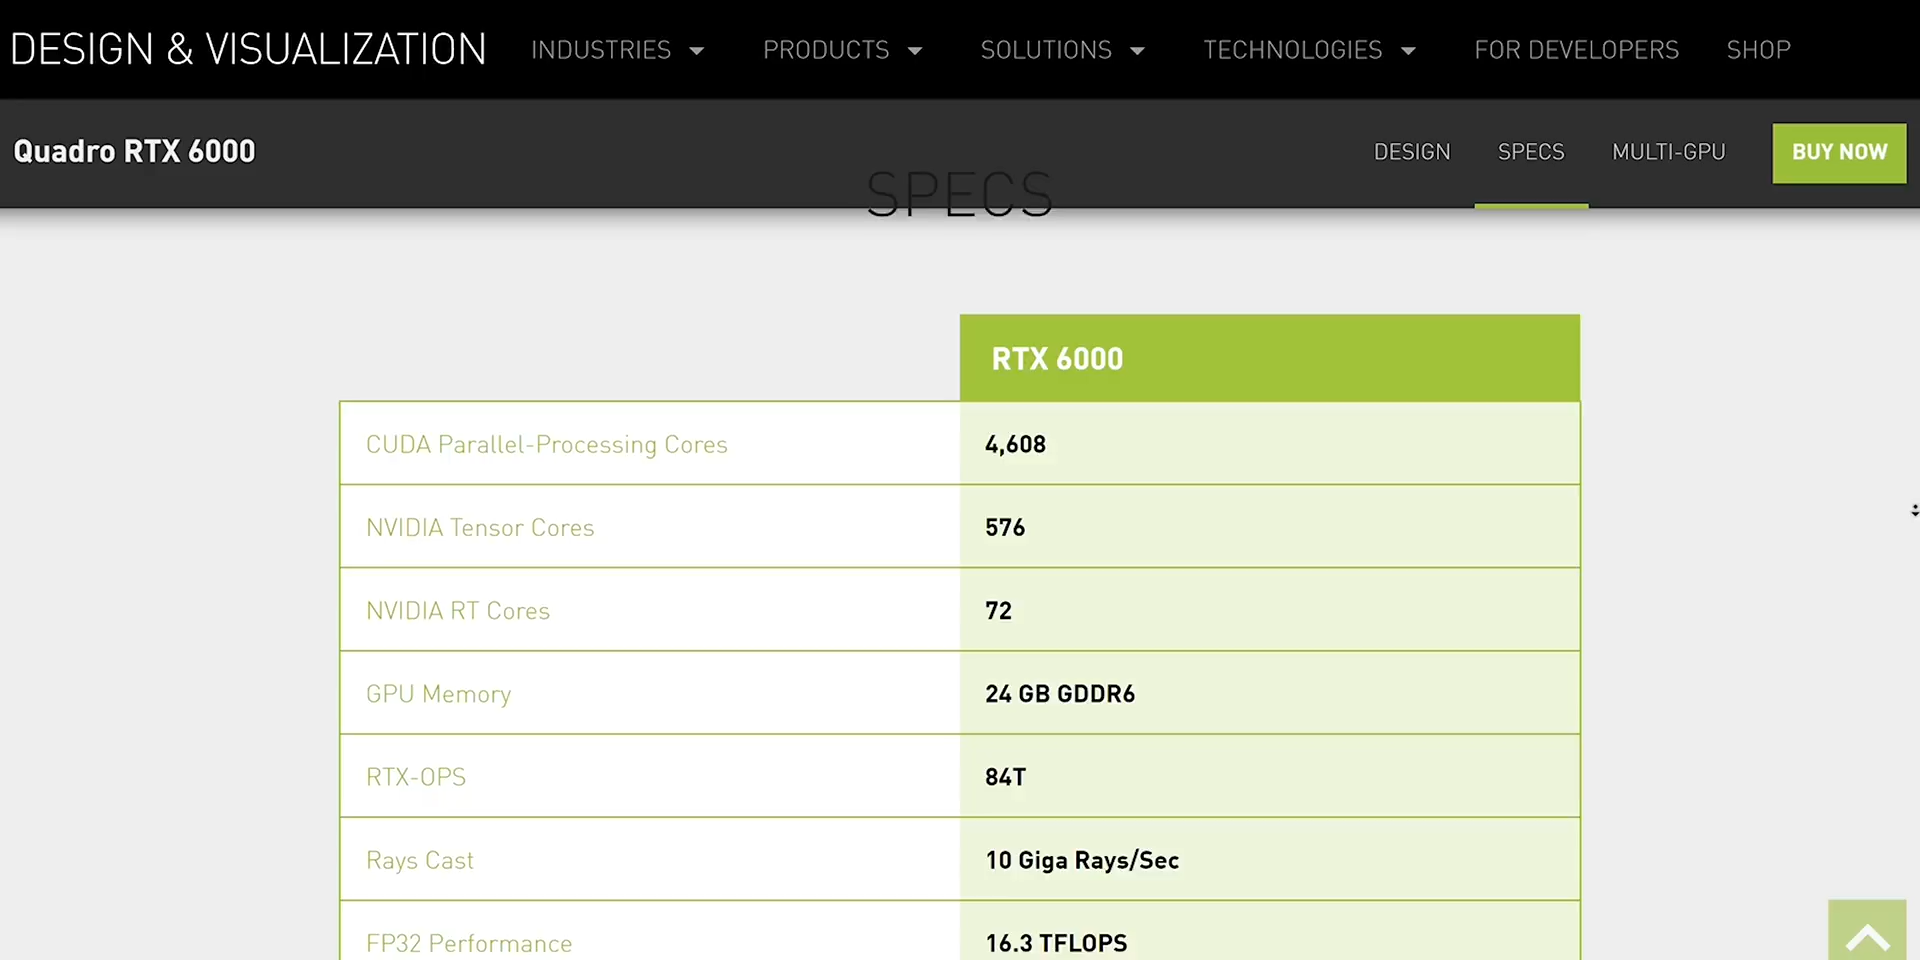 DESIGN & VISUALIZATION INDUSTRIES PRODUCTS SOLUTIONS TECHNOLOGIES FOR DEVELOPERS SHOP
Quadro RTX 6000 DESIGN SPECS MULTI-GPU BUY NOW
SPECS
RTX 6000
CUDA Parallel-Processing Cores 4,608
NVIDIA Tensor Cores 576
NVIDIA RT Cores 72
GPU Memory 24 GB GDDR6
RTX-OPS 84T
Rays Cast 10 Giga Rays/Sec
FP32 Performance 16.3 TFLOPS